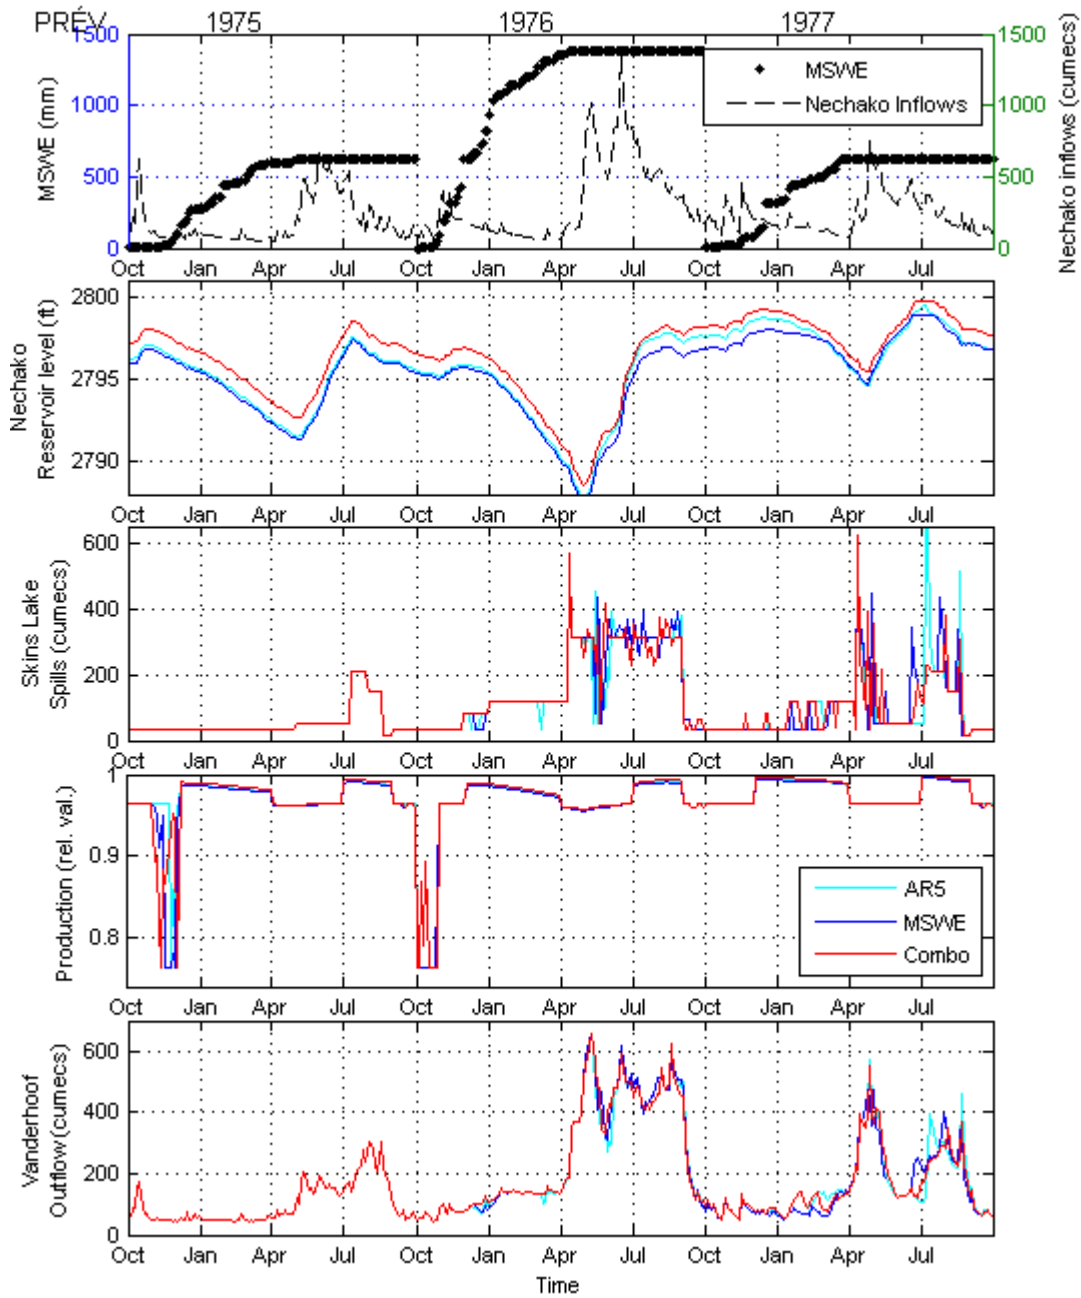 PRÉV 1975 1976 1977
1500 1500
1000 1000
500 500
0 0
MSWE (mm)
Nechako inflows (cumecs)
MSWE
Nechako Inflows
Oct Jan Apr Jul Oct Jan Apr Jul Oct Jan Apr Jul
2800
2795
2790
Nechako
Reservoir level (ft)
Oct Jan Apr Jul Oct Jan Apr Jul Oct Jan Apr Jul
600
400
200
0
Skins Lake
Spills (cumecs)
Oct Jan Apr Jul Oct Jan Apr Jul Oct Jan Apr Jul
1
0.9
0.8
Production (rel. val.)
AR5
MSWE
Combo
Oct Jan Apr Jul Oct Jan Apr Jul Oct Jan Apr Jul
600
400
200
0
Vanderhoof
Outflow (cumecs)
Oct Jan Apr Jul Oct Jan Apr Jul Oct Jan Apr Jul
Time